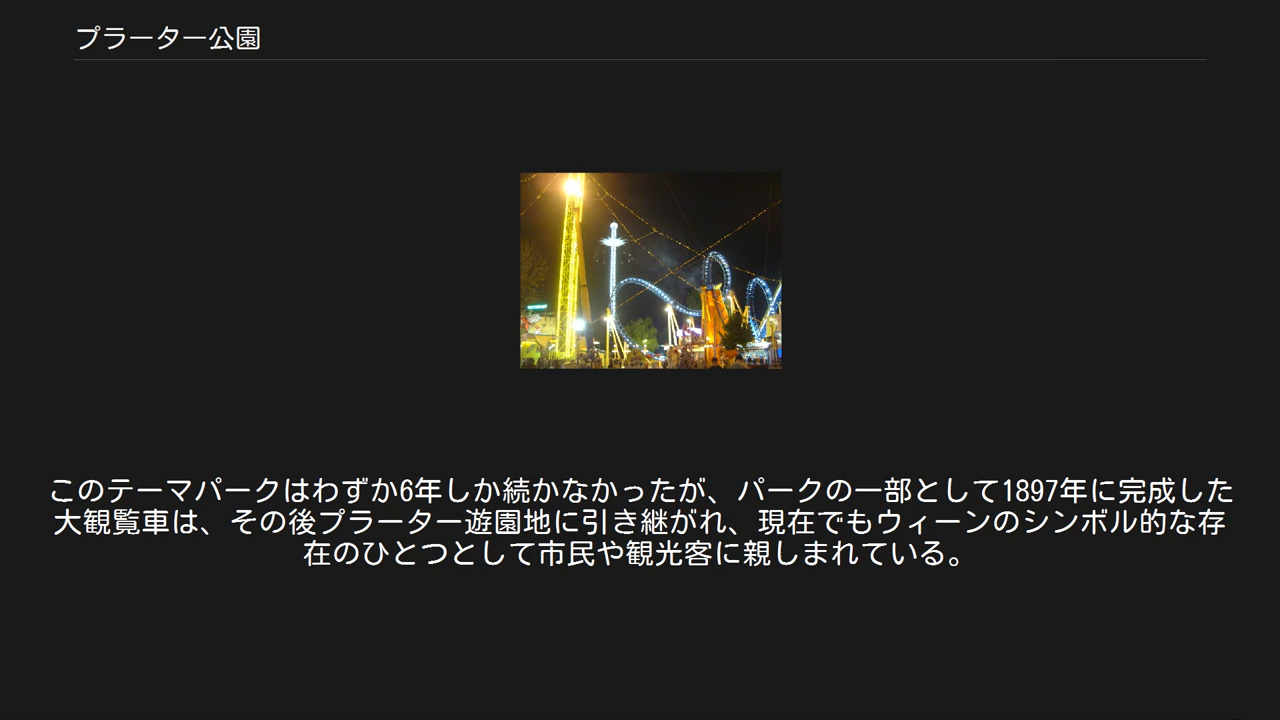 プラーター公園
このテーマパークはわずか6年しか続かなかったが、パークの一部として1897年に完成した
大観覧車は、その後プラーター遊園地に引き継がれ、現在でもウィーンのシンボル的な存
在のひとつとして市民や観光客に親しまれている。